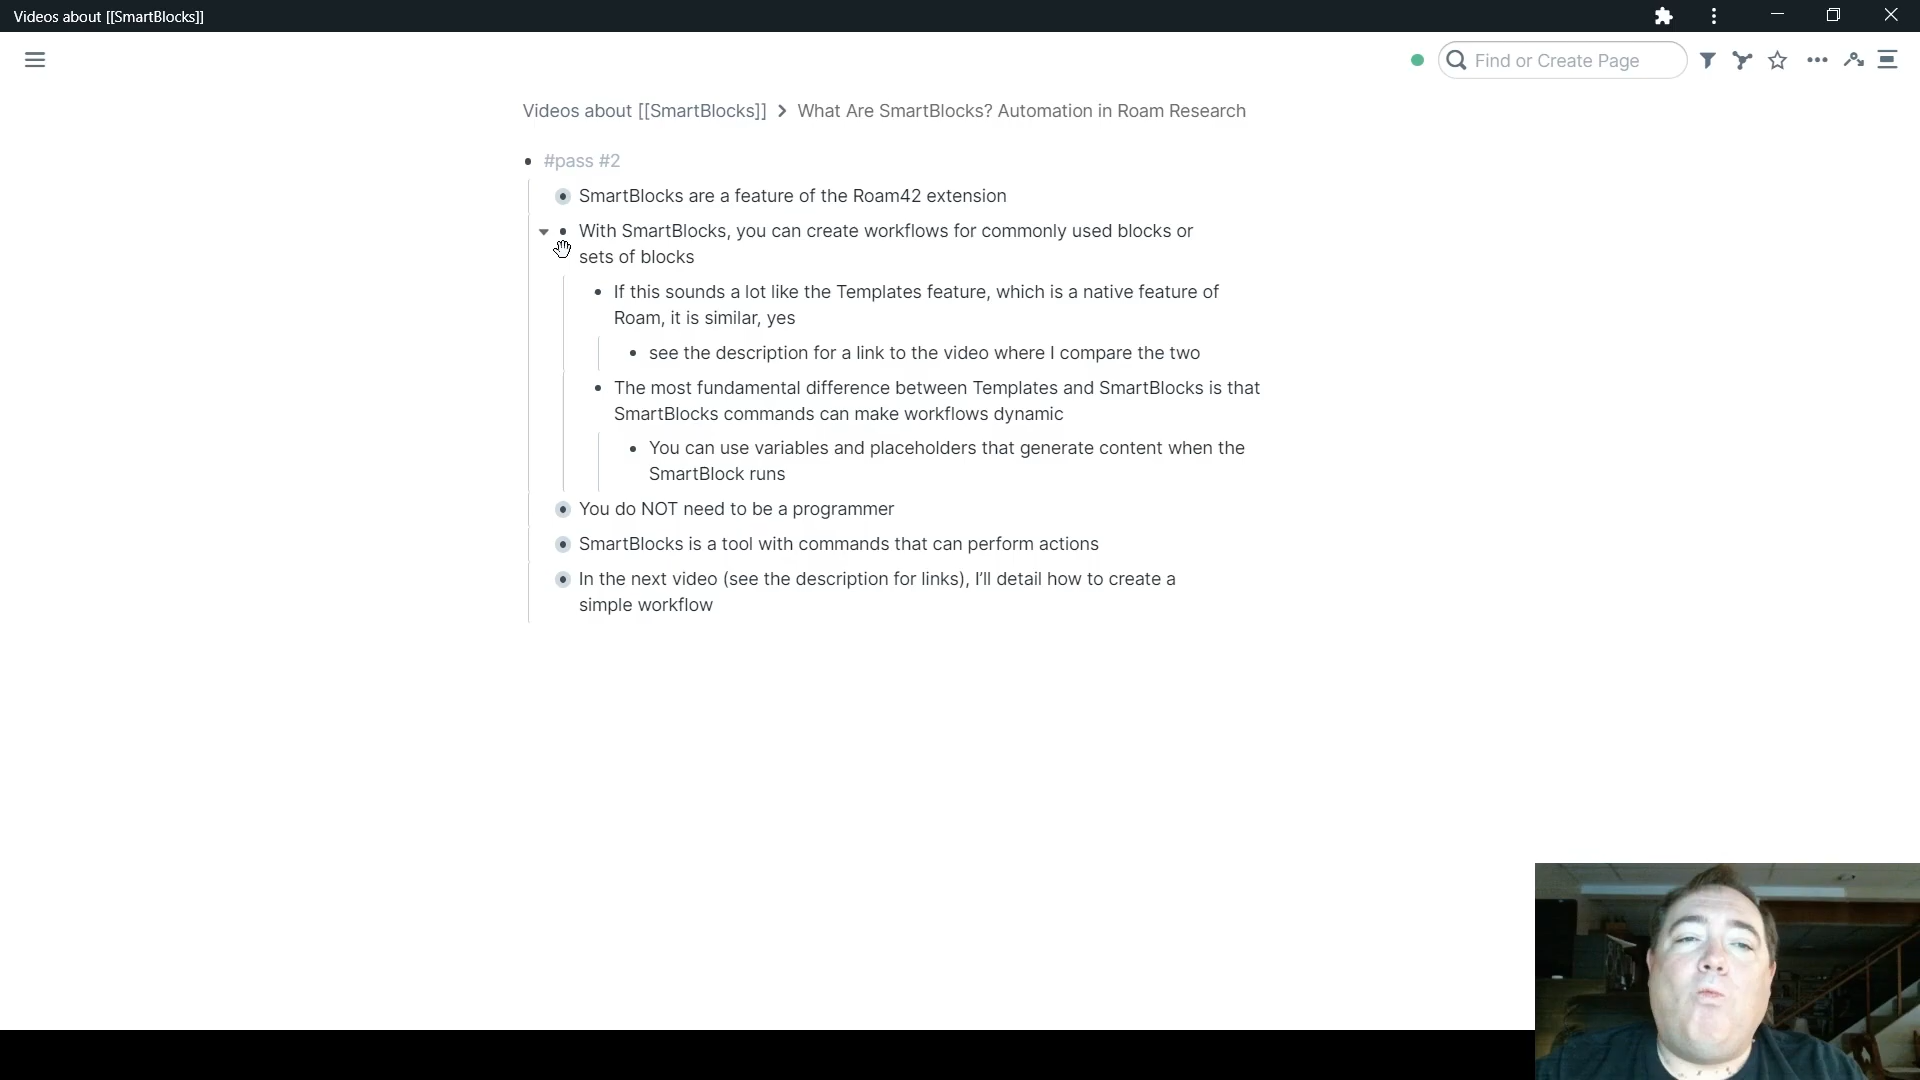 Videos about [[SmartBlocks]]
Find or Create Page
Videos about [[SmartBlocks]] > What Are SmartBlocks? Automation in Roam Research
#pass #2
SmartBlocks are a feature of the Roam42 extension
With SmartBlocks, you can create workflows for commonly used blocks or
sets of blocks
If this sounds a lot like the Templates feature, which is a native feature of
Roam, it is similar, yes
see the description for a link to the video where I compare the two
The most fundamental difference between Templates and SmartBlocks is that
SmartBlocks commands can make workflows dynamic
You can use variables and placeholders that generate content when the
SmartBlock runs
You do NOT need to be a programmer
SmartBlocks is a tool with commands that can perform actions
In the next video (see the description for links), I'll detail how to create a
simple workflow